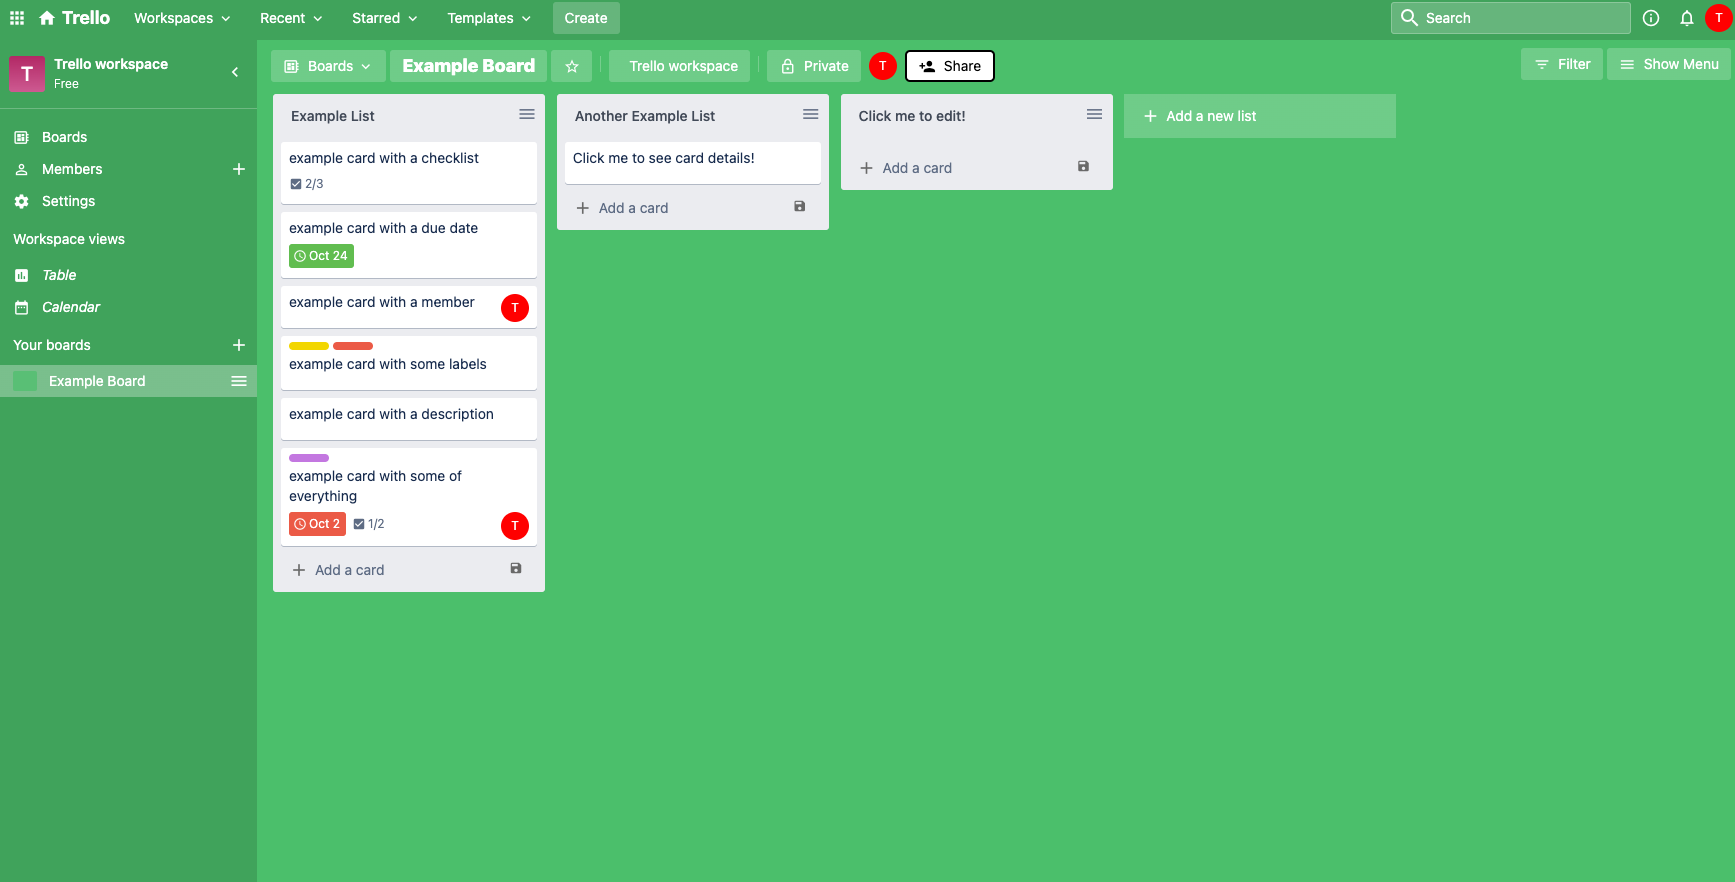 Trello
Workspaces
Recent
Starred
Templates
Create
Search
T
T
Trello workspace
Free
Boards
Members
Settings
Workspace views
Table
Calendar
Your boards
Example Board
Boards
Example Board
Trello workspace
Private
T
Share
Filter
Show Menu
Example List
example card with a checklist
2/3
example card with a due date
Oct 24
example card with a member
T
example card with some labels
example card with a description
example card with some of
everything
Oct 2
1/2
T
Add a card
Another Example List
Click me to see card details!
Add a card
Click me to edit!
Add a card
Add a new list